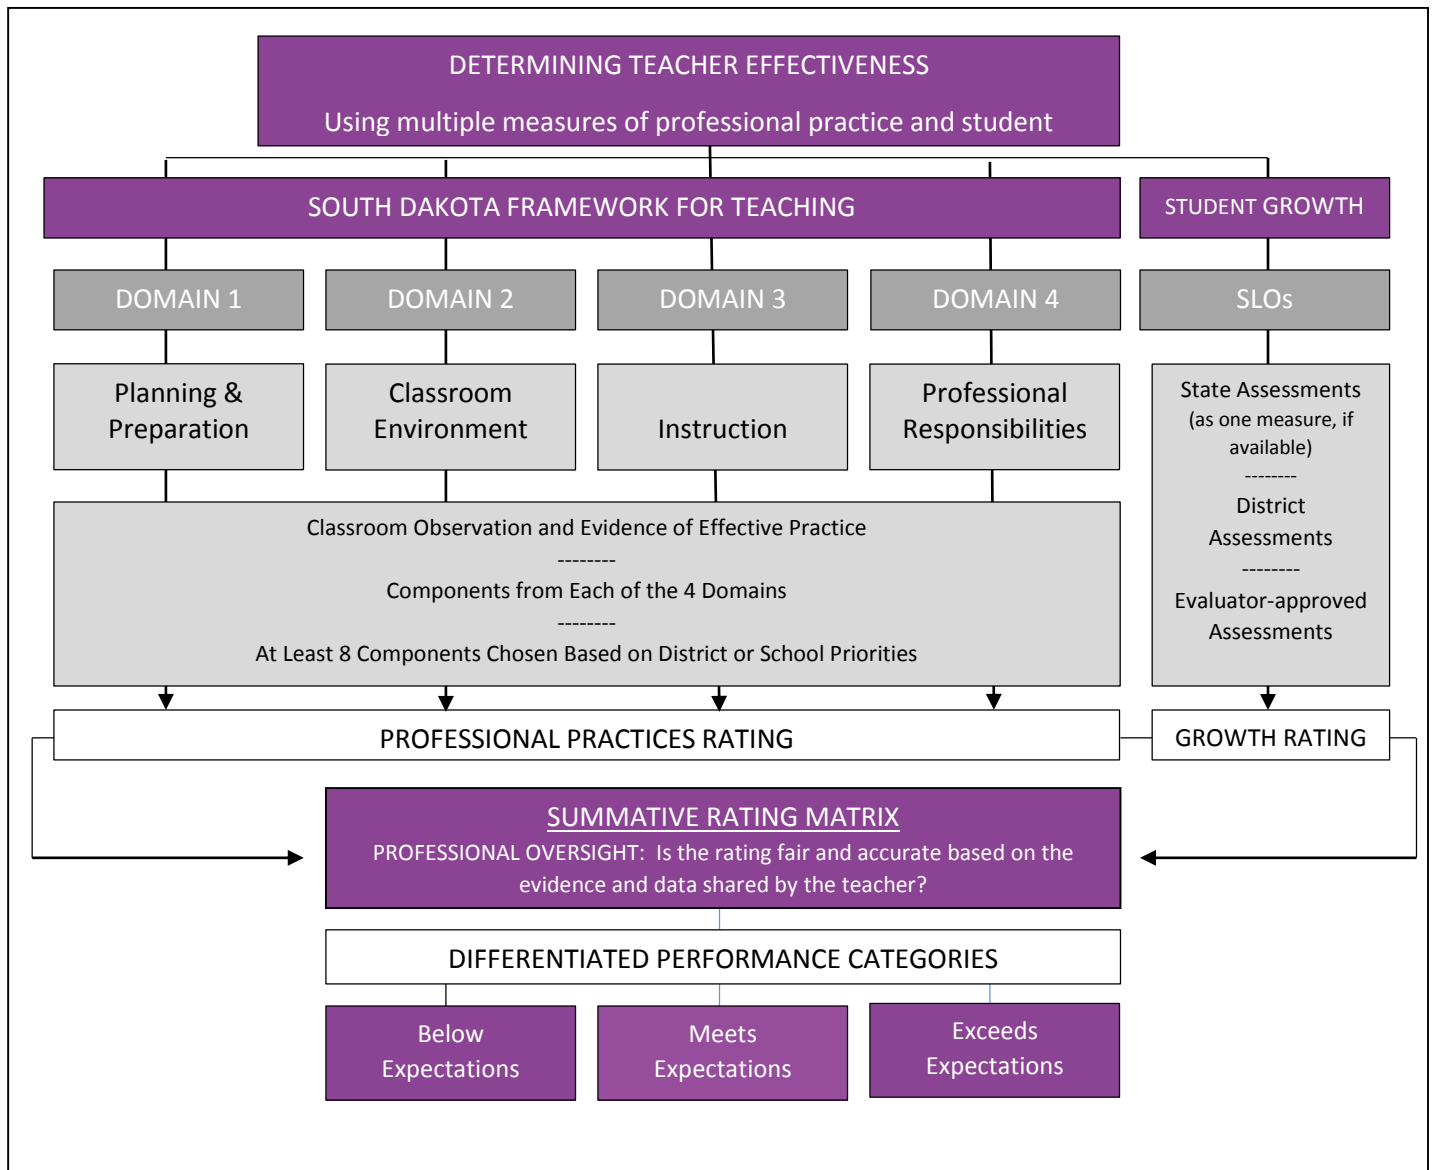 DETERMINING TEACHER EFFECTIVENESS
Using multiple measures of professional practice and student
SOUTH DAKOTA FRAMEWORK FOR TEACHING
STUDENT GROWTH
DOMAIN 1
DOMAIN 2
DOMAIN 3
DOMAIN 4
SLOs
Planning &
Preparation
Classroom
Environment
Instruction
Professional
Responsibilities
State Assessments
(as one measure, if
available)
--------
District
Assessments
--------
Evaluator-approved
Assessments
Classroom Observation and Evidence of Effective Practice
--------
Components from Each of the 4 Domains
--------
At Least 8 Components Chosen Based on District or School Priorities
PROFESSIONAL PRACTICES RATING
GROWTH RATING
SUMMATIVE RATING MATRIX
PROFESSIONAL OVERSIGHT:  Is the rating fair and accurate based on the
evidence and data shared by the teacher?
DIFFERENTIATED PERFORMANCE CATEGORIES
Below
Expectations
Meets
Expectations
Exceeds
Expectations